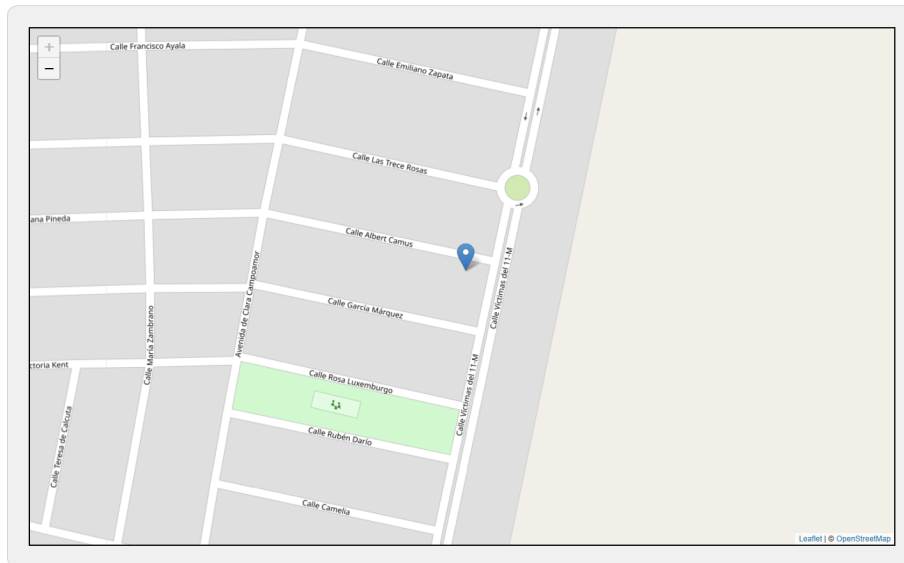 +
−
Calle Francisco Ayala
Calle Emiliano Zapata
Calle Las Trece Rosas
ana Pineda
Calle Albert Camus
Avenida de Clara Campoamor
Calle Víctimas del 11-M
Calle García Márquez
Calle María Zambrano
ctoria Kent
Calle Rosa Luxemburgo
Calle Víctimas del 11-M
Calle Teresa de Calcuta
Calle Rubén Darío
Calle Camelia
Leaflet | © OpenStreetMap